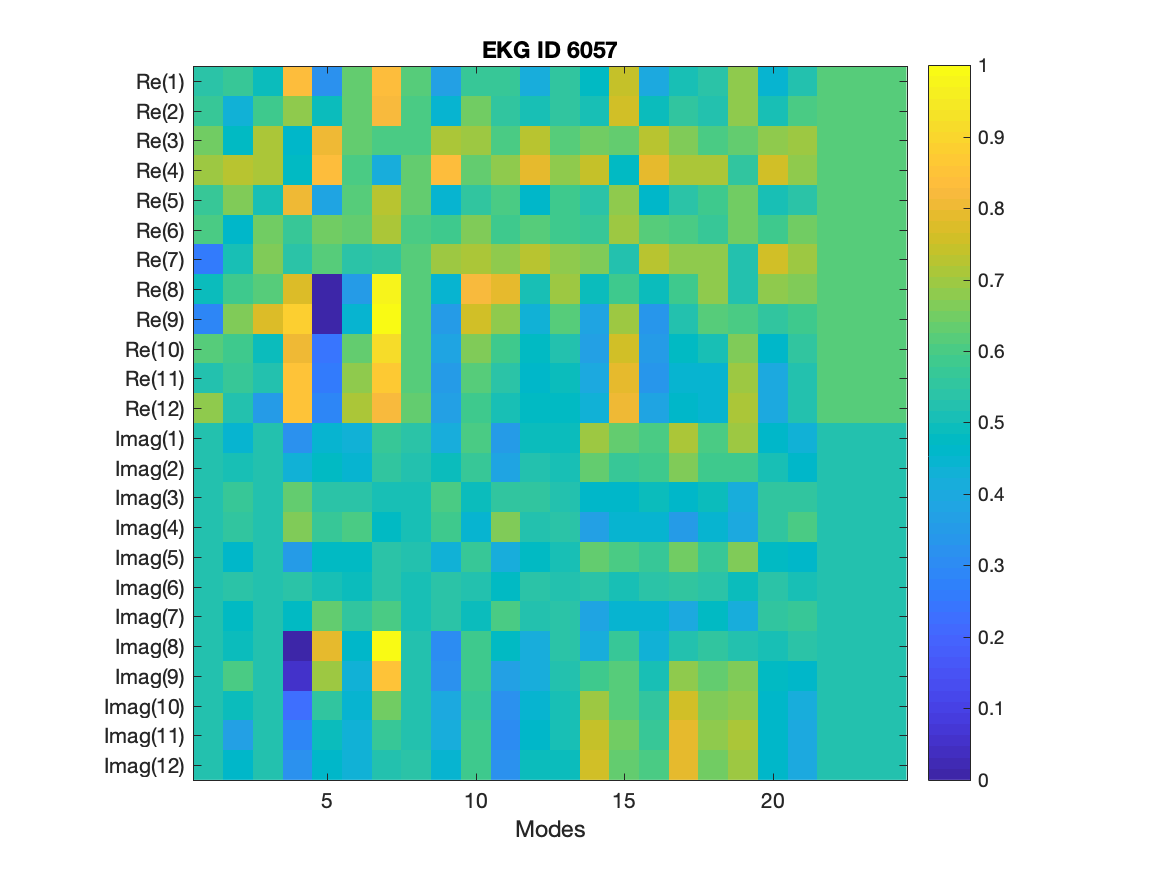 EKG ID 6057
Re(1)
Re(2)
Re(3)
Re(4)
Re(5)
Re(6)
Re(7)
Re(8)
Re(9)
Re(10)
Re(11)
Re(12)
Imag(1)
Imag(2)
Imag(3)
Imag(4)
Imag(5)
Imag(6)
Imag(7)
Imag(8)
Imag(9)
Imag(10)
Imag(11)
Imag(12)
5 10 15 20
Modes
1
0.9
0.8
0.7
0.6
0.5
0.4
0.3
0.2
0.1
0